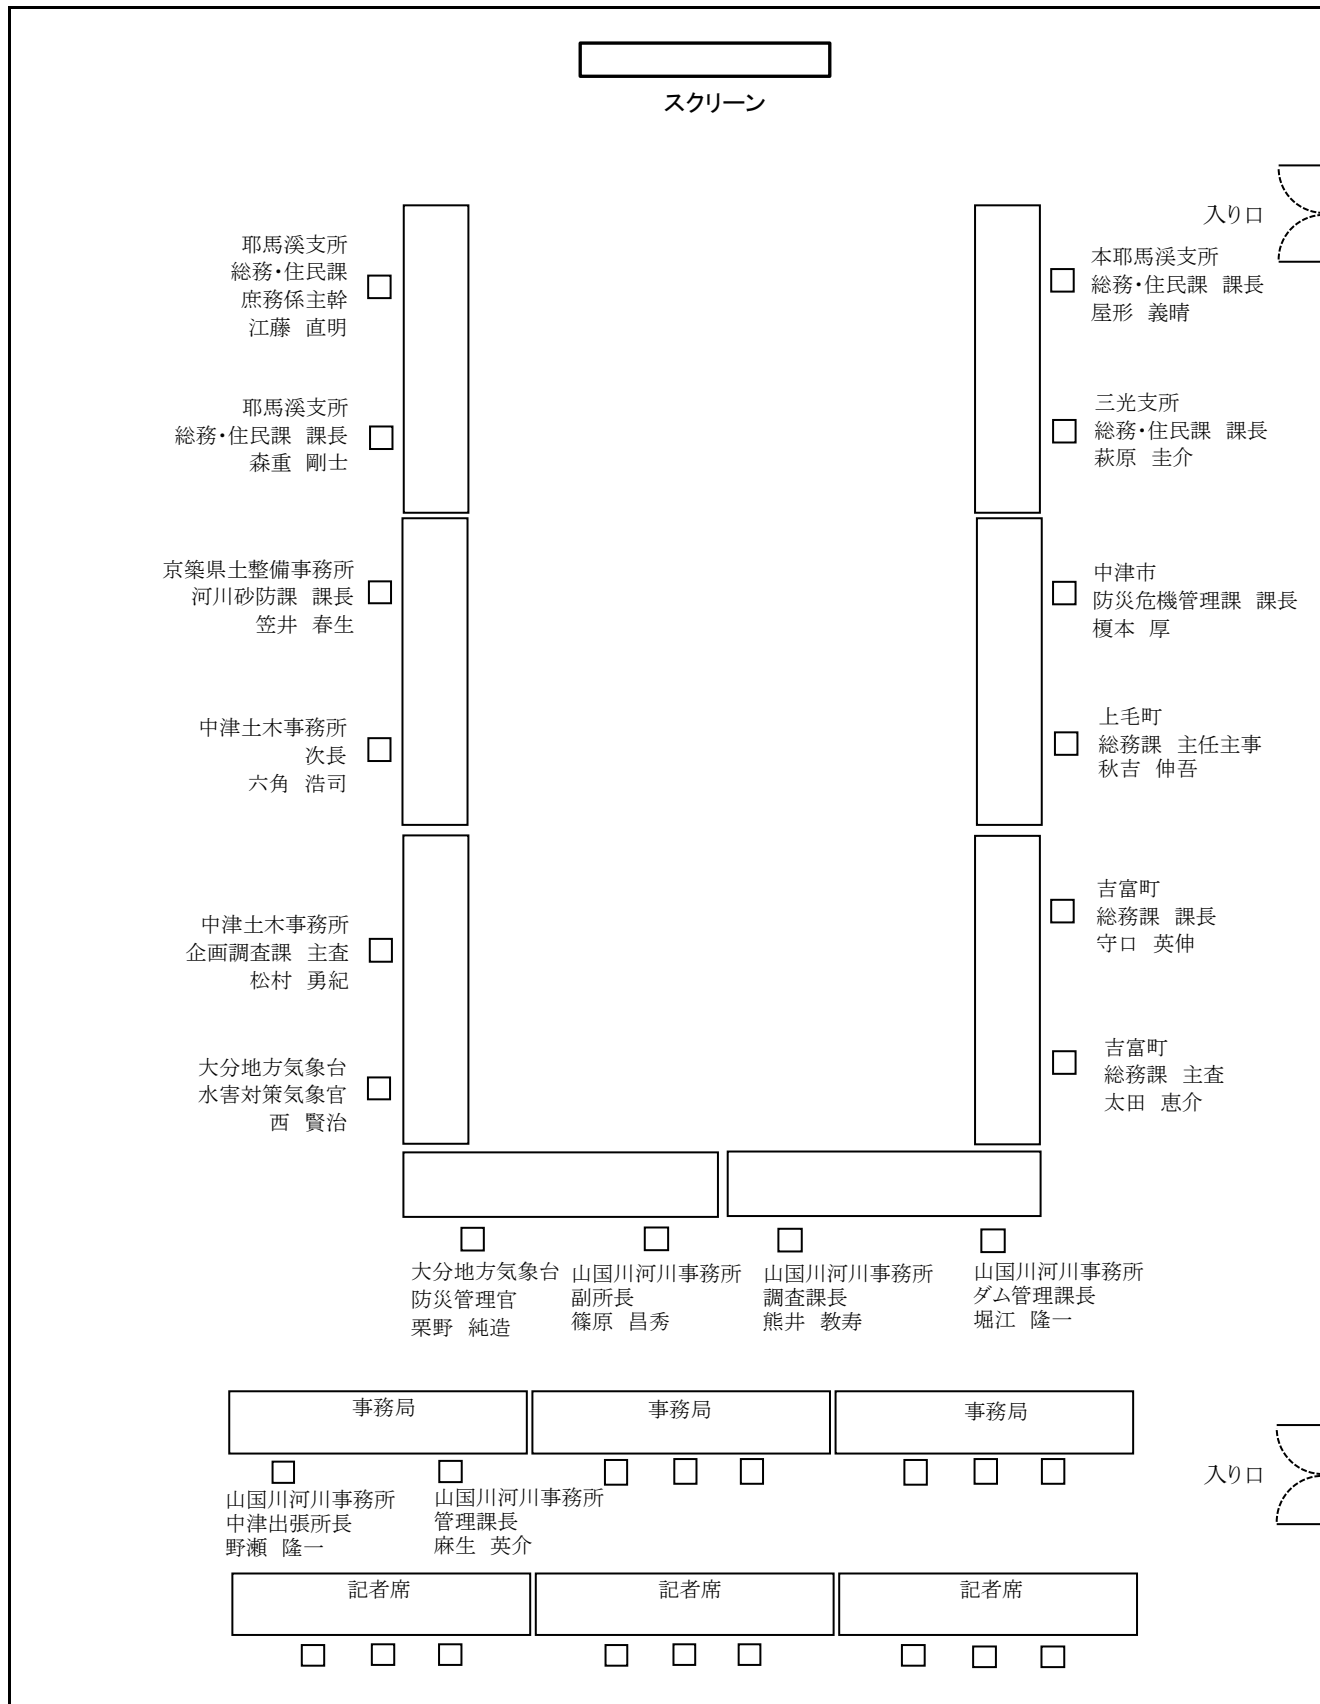 スクリーン
入り口
耶馬溪支所
総務・住民課
庶務係主幹
江藤 直明
本耶馬溪支所
総務・住民課 課長
屋形 義晴
耶馬溪支所
総務・住民課 課長
森重 剛士
三光支所
総務・住民課 課長
萩原 圭介
京築県土整備事務所
河川砂防課 課長
笠井 春生
中津市
防災危機管理課 課長
榎本 厚
中津土木事務所
次長
六角 浩司
上毛町
総務課 主任主事
秋吉 伸吾
中津土木事務所
企画調査課 主査
松村 勇紀
吉富町
総務課 課長
守口 英伸
大分地方気象台
水害対策気象官
西 賢治
吉富町
総務課 主査
太田 恵介
大分地方気象台
防災管理官
栗野 純造
山国川河川事務所
副所長
篠原 昌秀
山国川河川事務所
調査課長
熊井 教寿
山国川河川事務所
ダム管理課長
堀江 隆一
事務局
事務局
事務局
入り口
山国川河川事務所
中津出張所長
野瀬 隆一
山国川河川事務所
管理課長
麻生 英介
記者席
記者席
記者席